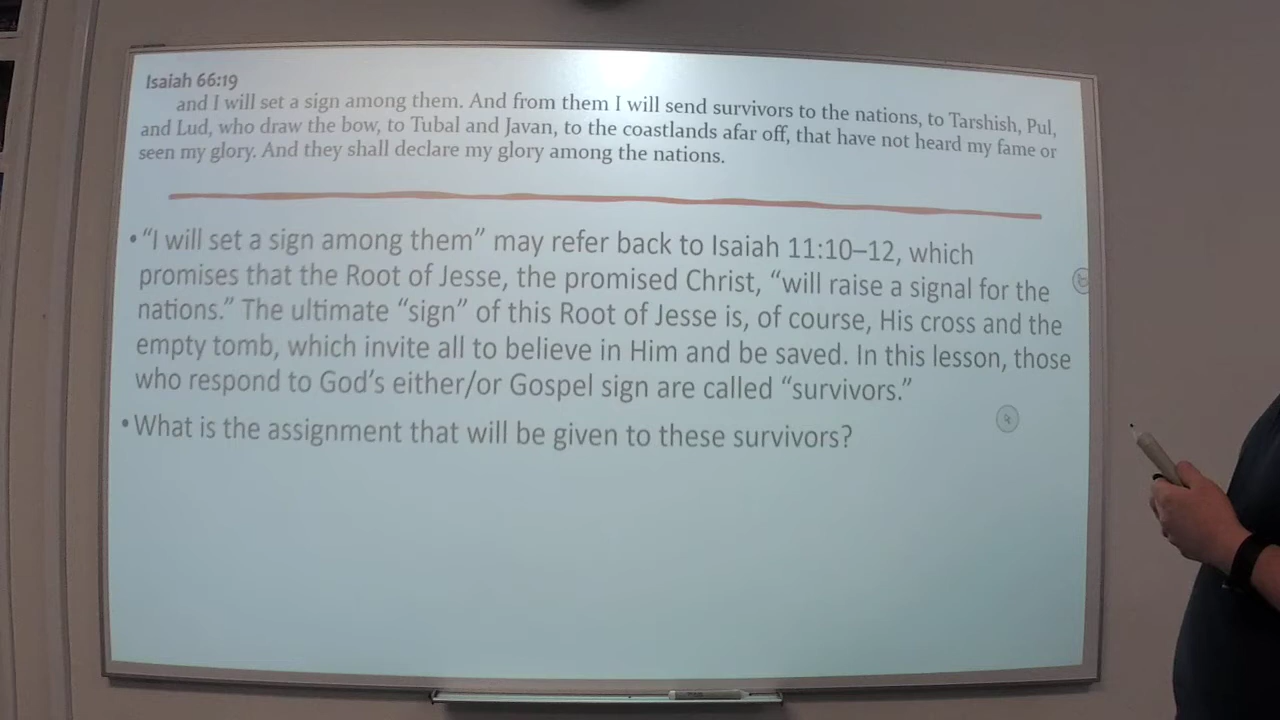 Isaiah 66:19
and I will set a sign among them. And from them I will send survivors to the nations, to Tarshish, Pul,
and Lud, who draw the bow, to Tubal and Javan, to the coastlands afar off, that have not heard my fame or
seen my glory. And they shall declare my glory among the nations.
•“I will set a sign among them” may refer back to Isaiah 11:10–12, which
promises that the Root of Jesse, the promised Christ, “will raise a signal for the
nations.” The ultimate “sign” of this Root of Jesse is, of course, His cross and the
empty tomb, which invite all to believe in Him and be saved. In this lesson, those
who respond to God’s either/or Gospel sign are called “survivors.”
•What is the assignment that will be given to these survivors?